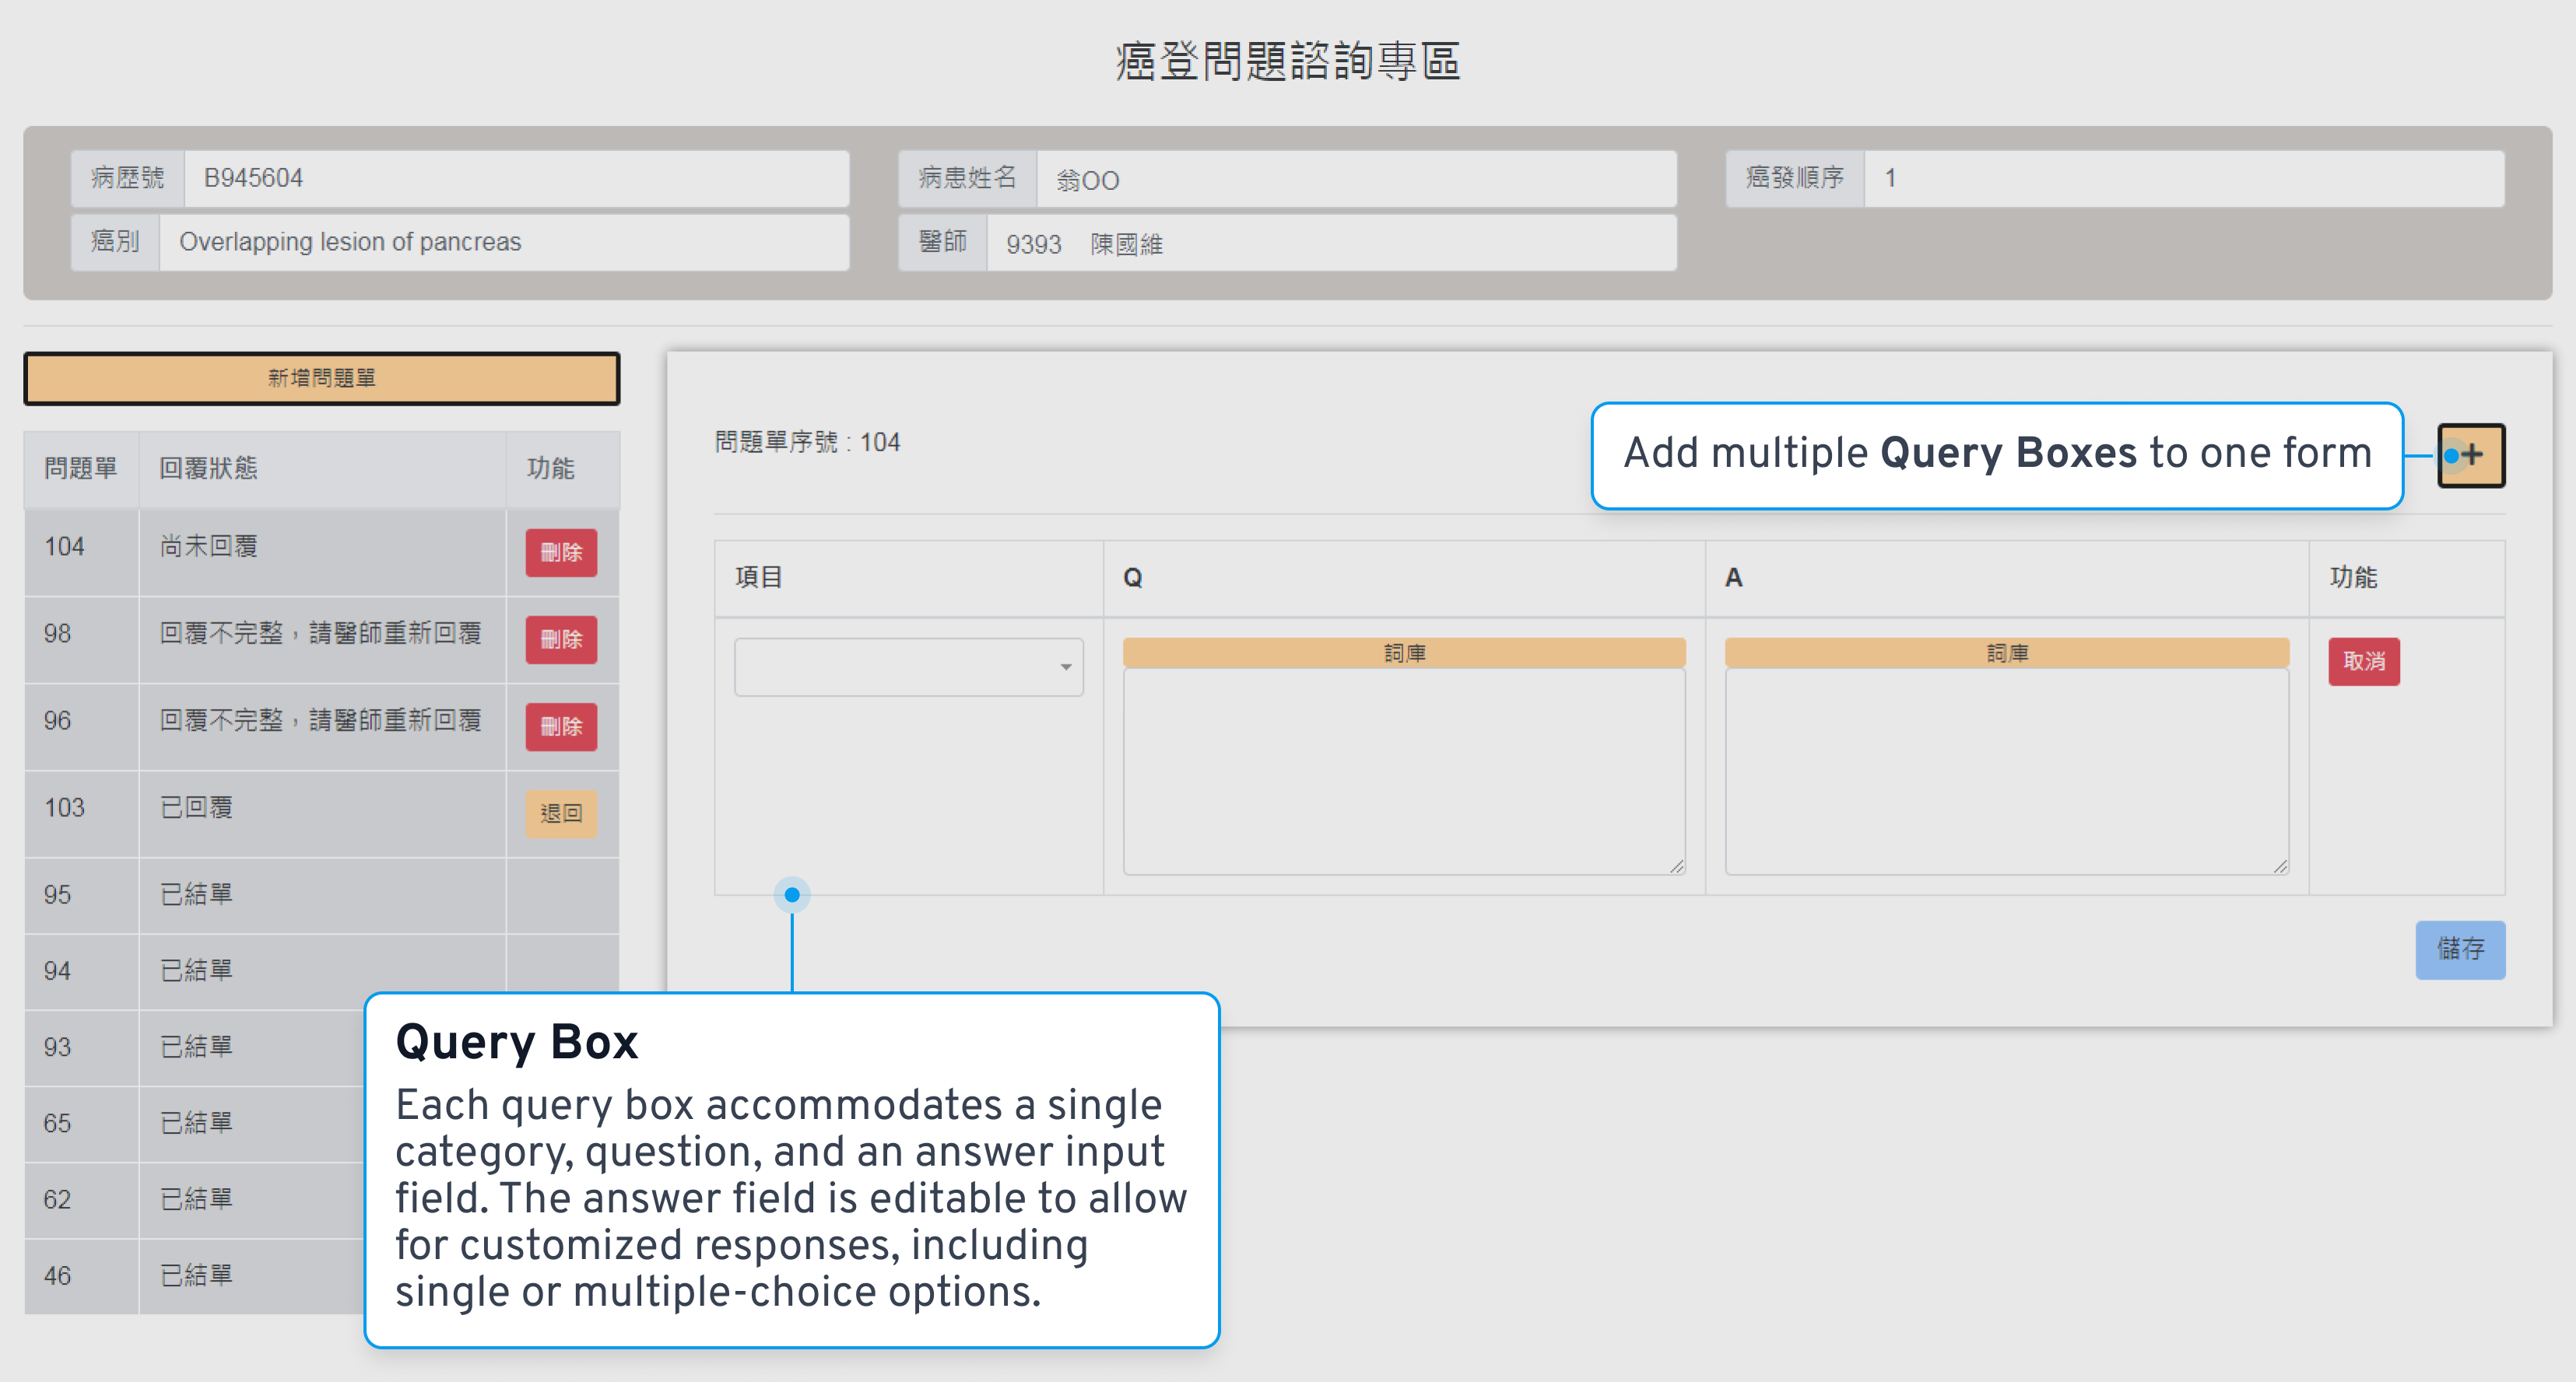 癌登問題諮詢專區
病歷號 B945604 病患姓名 翁OO 癌發順序 1
癌別 Overlapping lesion of pancreas 醫師 9393 陳國維
新增問題單
問題單 回覆狀態 功能
104 尚未回覆 刪除
98 回覆不完整，請醫師重新回覆 刪除
96 回覆不完整，請醫師重新回覆 刪除
103 已回覆 退回
95 已結單
94 已結單
93 已結單
65 已結單
62 已結單
46 已結單
問題單序號 : 104
Add multiple Query Boxes to one form
+
項目 Q A 功能
詞庫 詞庫 取消
儲存
Query Box
Each query box accommodates a single
category, question, and an answer input
field. The answer field is editable to allow
for customized responses, including
single or multiple-choice options.